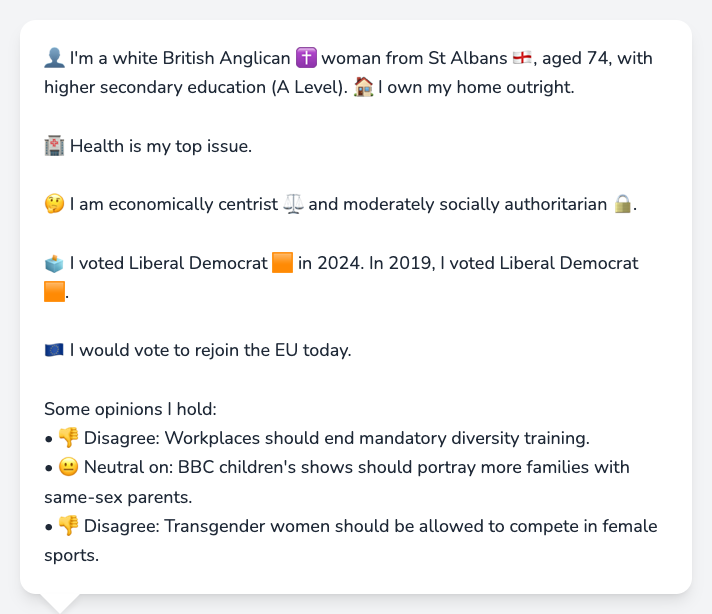 👤 I'm a white British Anglican ✝️ woman from St Albans 🏴󠁧󠁢󠁥󠁮󠁧󠁿, aged 74, with
higher secondary education (A Level). 🏠 I own my home outright.
🏥 Health is my top issue.
🤔 I am economically centrist ⚖️ and moderately socially authoritarian 🔒.
🗳️ I voted Liberal Democrat 🟧 in 2024. In 2019, I voted Liberal Democrat
🟧.
🇪🇺 I would vote to rejoin the EU today.
Some opinions I hold:
• 👎 Disagree: Workplaces should end mandatory diversity training.
• 😐 Neutral on: BBC children's shows should portray more families with
same-sex parents.
• 👎 Disagree: Transgender women should be allowed to compete in female
sports.